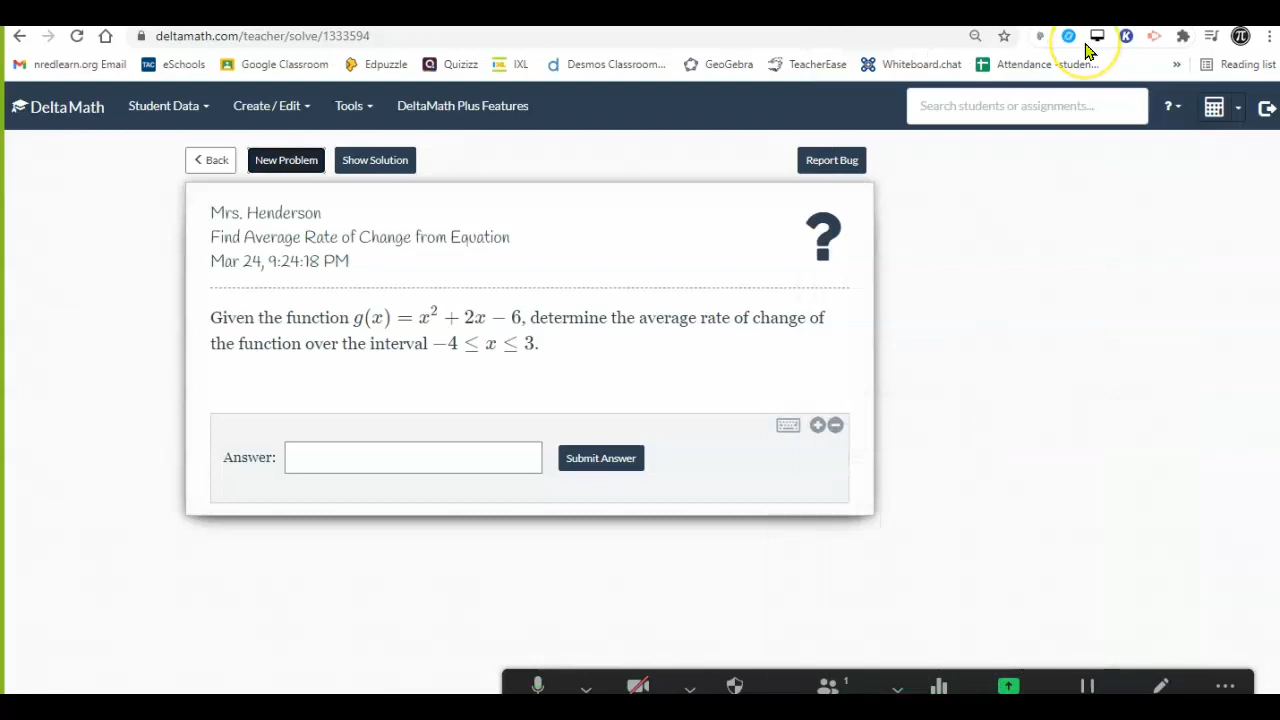 deltamath.com/teacher/solve/1333594
nredlearn.org Email eSchools Google Classroom Edpuzzle Quizizz IXL Desmos Classroom... GeoGebra TeacherEase Whiteboard.chat Attendance -studen... » Reading list
DeltaMath Student Data Create / Edit Tools DeltaMath Plus Features Search students or assignments... ?
Back New Problem Show Solution Report Bug
Mrs. Henderson
Find Average Rate of Change from Equation
Mar 24, 9:24:18 PM
?
Given the function g(x) = x² + 2x − 6, determine the average rate of change of
the function over the interval −4 ≤ x ≤ 3.
Answer: Submit Answer
1